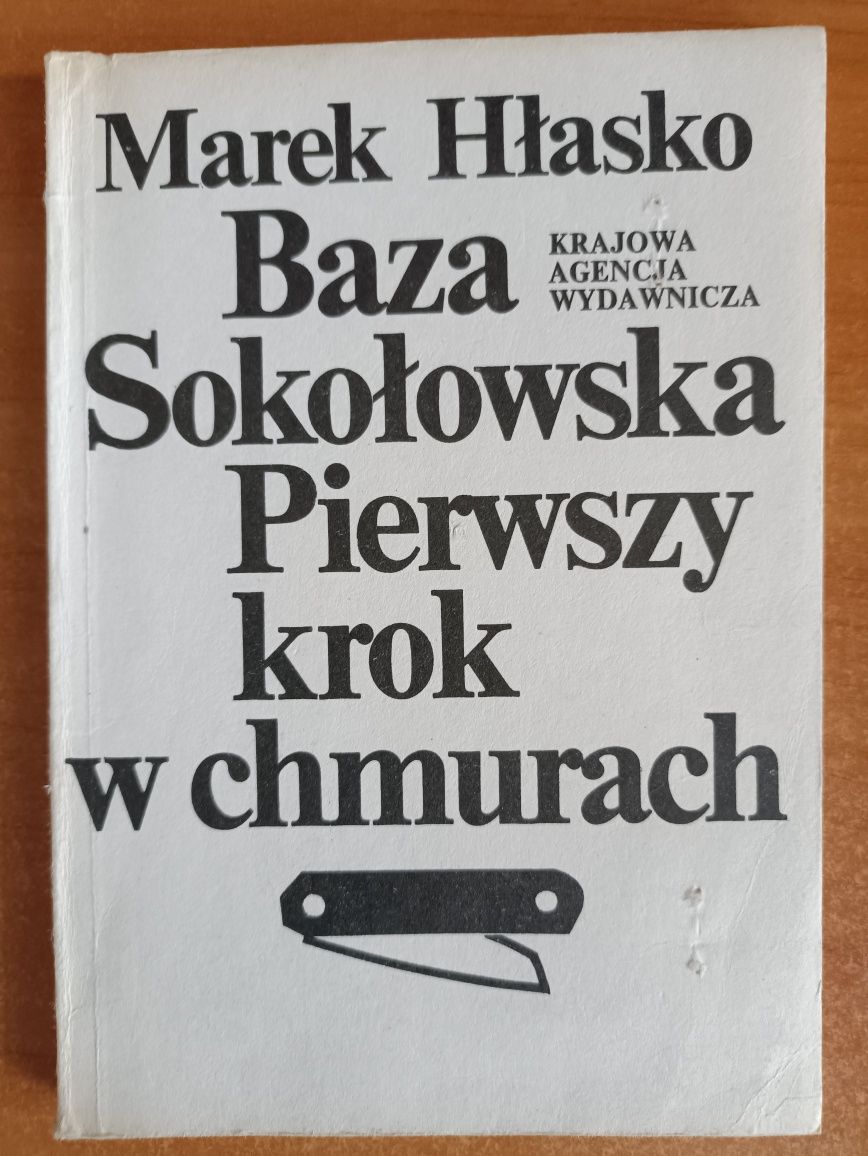 Marek Hłasko
Baza
KRAJOWA
AGENCJA
WYDAWNICZA
Sokołowska
Pierwszy
krok
w chmurach